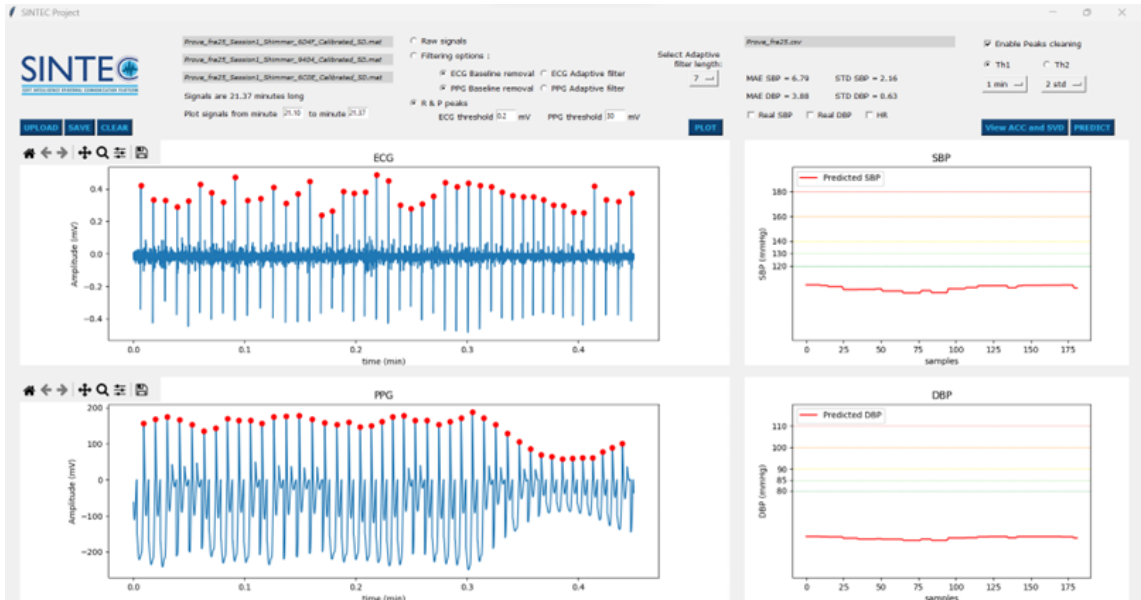 SINTEC Project
SINTEC
Prova_fra25_Session1_Shimmer_6D4F_Calibrated_SD.mat
Prova_fra25_Session1_Shimmer_9404_Calibrated_SD.mat
Prova_fra25_Session1_Shimmer_6C0E_Calibrated_SD.mat
Signals are 21.37 minutes long
Plot signals from minute 21.10 to minute 21.37
UPLOAD SAVE CLEAR
Raw signals
Filtering options :
ECG Baseline removal ECG Adaptive filter
PPG Baseline removal PPG Adaptive filter
R & P peaks
ECG threshold 0.2 mV PPG threshold 30 mV
Select Adaptive
filter length:
7
PLOT
Prova_fra25.csv
MAE SBP = 6.79 STD SBP = 2.16
MAE DBP = 3.88 STD DBP = 0.63
Real SBP Real DBP HR
Enable Peaks cleaning
Th1 Th2
1 min 2 std
View ACC and SVD PREDICT
ECG
Amplitude (mV)
0.4
0.2
0.0
−0.2
−0.4
0.0 0.1 0.2 0.3 0.4
time (min)
SBP
Predicted SBP
SBP (mmHg)
180
160
140
130
120
0 25 50 75 100 125 150 175
samples
PPG
Amplitude (mV)
200
100
0
−100
−200
0.0 0.1 0.2 0.3 0.4
time (min)
DBP
Predicted DBP
DBP (mmHg)
110
100
90
85
80
0 25 50 75 100 125 150 175
samples